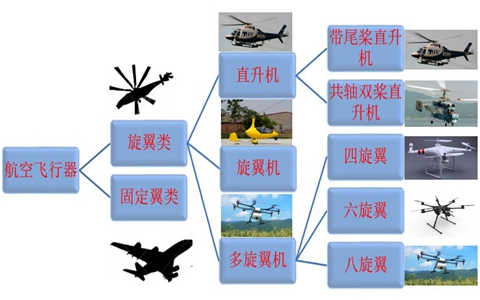 航空飞行器
旋翼类
固定翼类
直升机
旋翼机
多旋翼机
带尾桨直升
机
共轴双桨直
升机
四旋翼
六旋翼
八旋翼